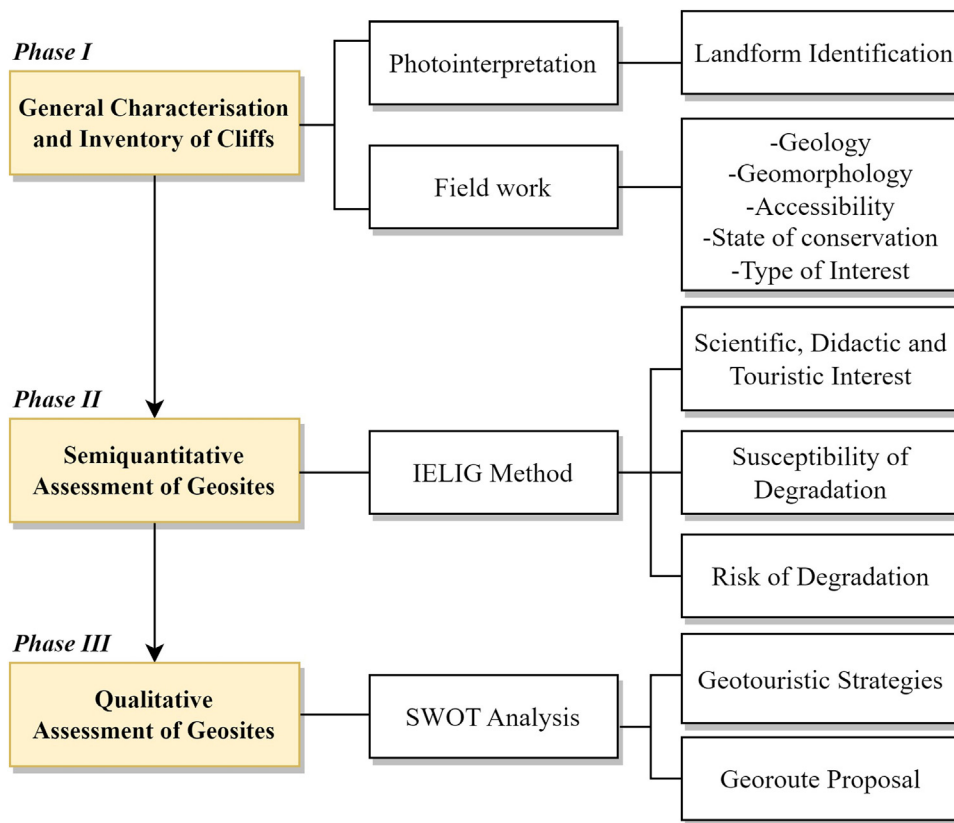 Phase I
General Characterisation
and Inventory of Cliffs
Photointerpretation
Landform Identification
Field work
-Geology
-Geomorphology
-Accessibility
-State of conservation
-Type of Interest
Phase II
Semiquantitative
Assessment of Geosites
IELIG Method
Scientific, Didactic and
Touristic Interest
Susceptibility of
Degradation
Risk of Degradation
Phase III
Qualitative
Assessment of Geosites
SWOT Analysis
Geotouristic Strategies
Georoute Proposal